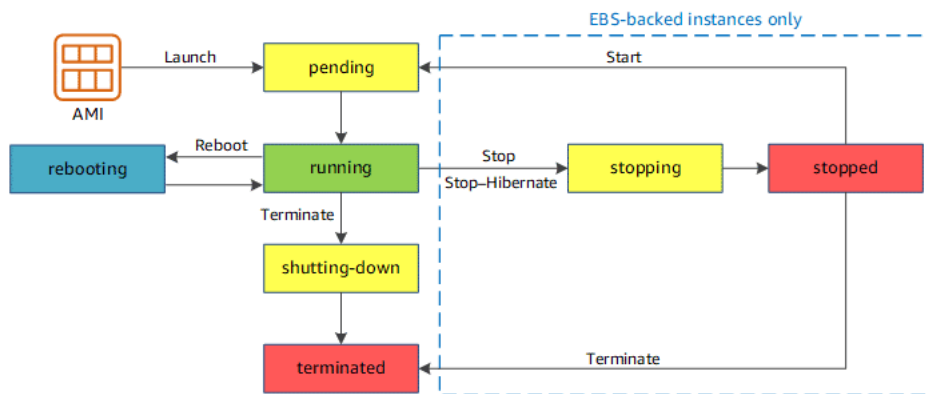 EBS-backed instances only
Launch
pending
Start
AMI
rebooting
Reboot
running
Stop
Stop–Hibernate
stopping
stopped
Terminate
shutting-down
terminated
Terminate